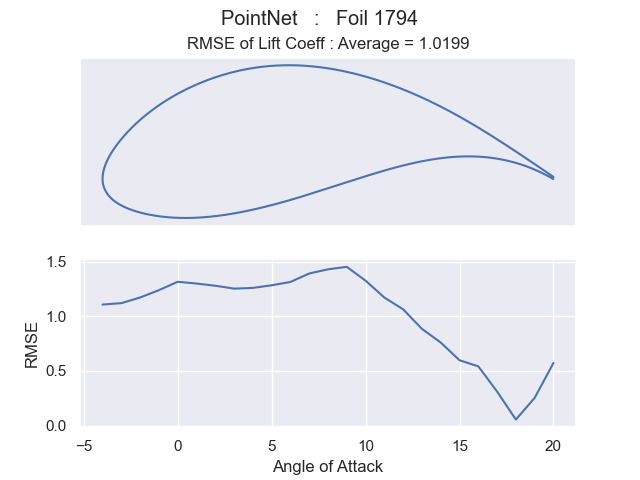 PointNet : Foil 1794
RMSE of Lift Coeff : Average = 1.0199
1.5
1.0
0.5
0.0
RMSE
−5 0 5 10 15 20
Angle of Attack